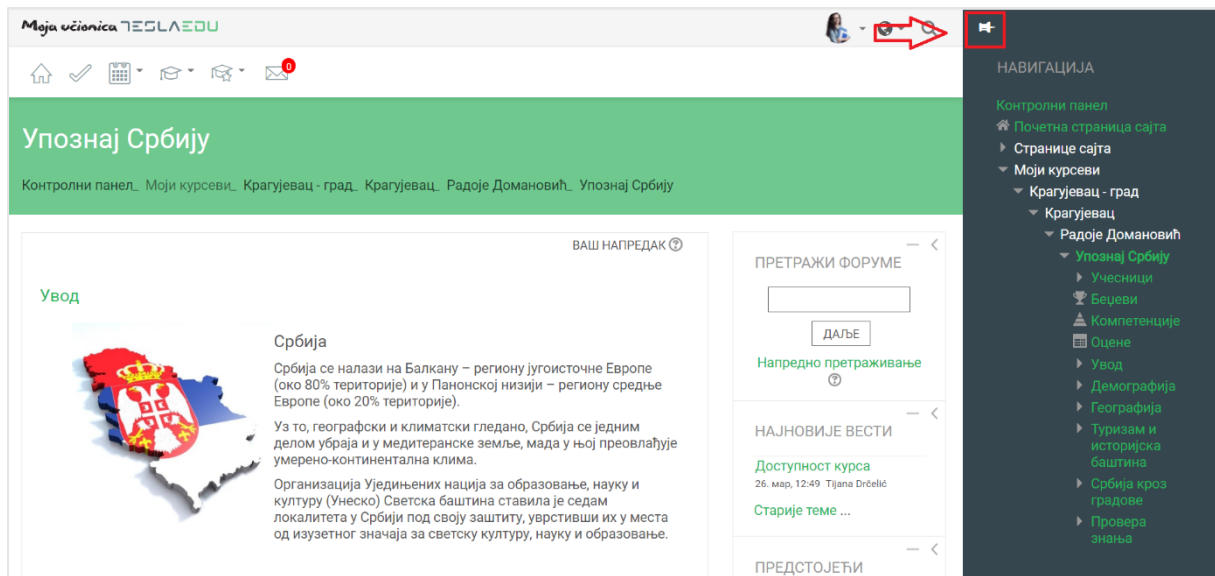 Moja učionica TESLAEDU
0
Упознај Србију
Контролни панел_ Моји курсеви_ Крагујевац - град_ Крагујевац_ Радоје Домановић_ Упознај Србију
ВАШ НАПРЕДАК
Увод
Србија
Србија се налази на Балкану – региону југоисточне Европе
(око 80% територије) и у Панонској низији – региону средње
Европе (око 20% територије).
Уз то, географски и климатски гледано, Србија се једним
делом убраја и у медитеранске земље, мада у њој преовлађује
умерено-континентална клима.
Организација Уједињених нација за образовање, науку и
културу (Унеско) Светска баштина ставила је седам
локалитета у Србији под своју заштиту, уврстивши их у места
од изузетног значаја за светску културу, науку и образовање.
ПРЕТРАЖИ ФОРУМЕ
ДАЉЕ
Напредно претраживање
НАЈНОВИЈЕ ВЕСТИ
Доступност курса
26. мар, 12:49 Tijana Drčelić
Старије теме ...
ПРЕДСТОЈЕЋИ
НАВИГАЦИЈА
Контролни панел
Почетна страница сајта
Странице сајта
Моји курсеви
Крагујевац - град
Крагујевац
Радоје Домановић
Упознај Србију
Учесници
Беџеви
Компетенције
Оцене
Увод
Демографија
Географија
Туризам и
историјска
баштина
Србија кроз
градове
Провера
знања